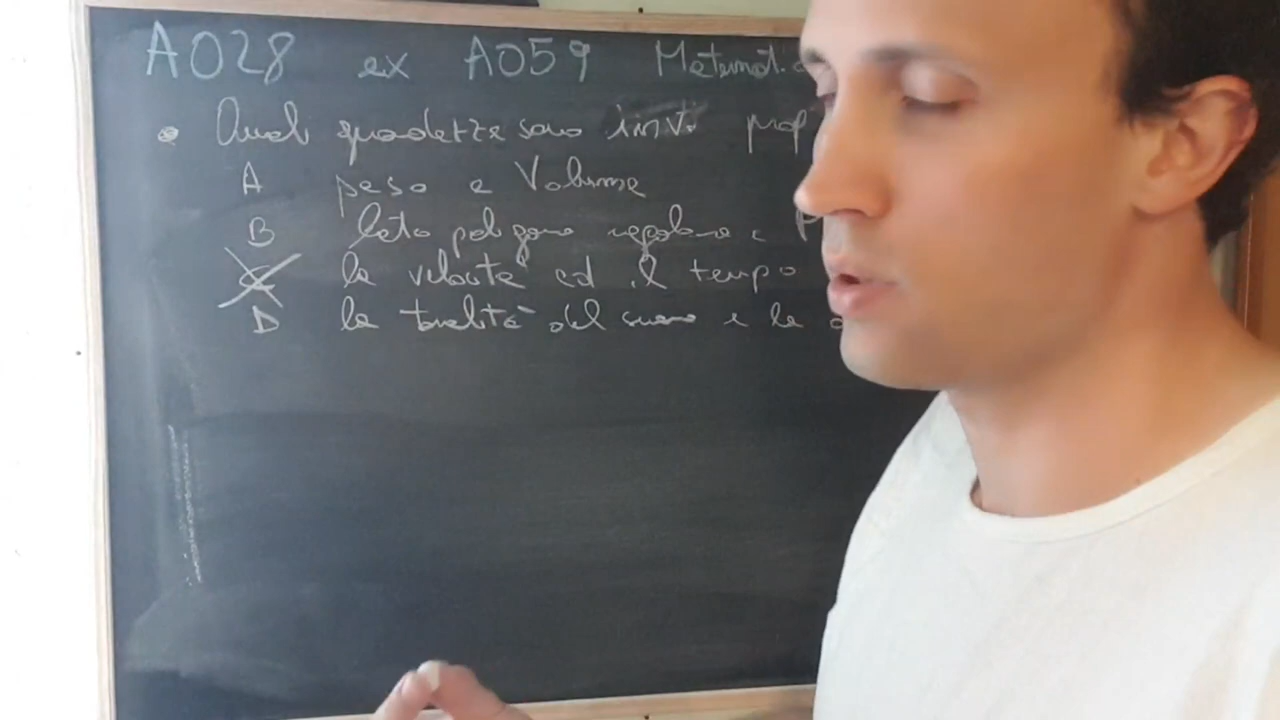 A028 ex A059 Matemat
• Quali grandezze sono inv. prop
A peso e Volume
B lato poligono regolare e p
C la velocità ed il tempo
D la tonalità del suono e la